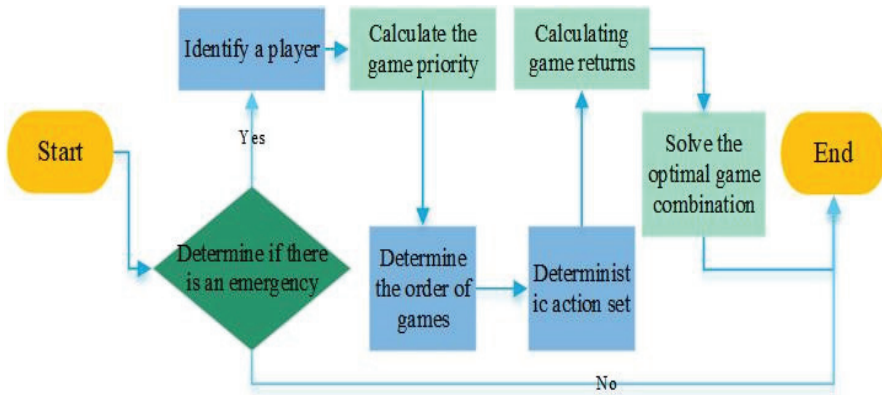 Start
Determine if there
is an emergency
Yes
Identify a player
Calculate the
game priority
Determine
the order of
games
Determinist
ic action set
Calculating
game returns
Solve the
optimal game
combination
No
End